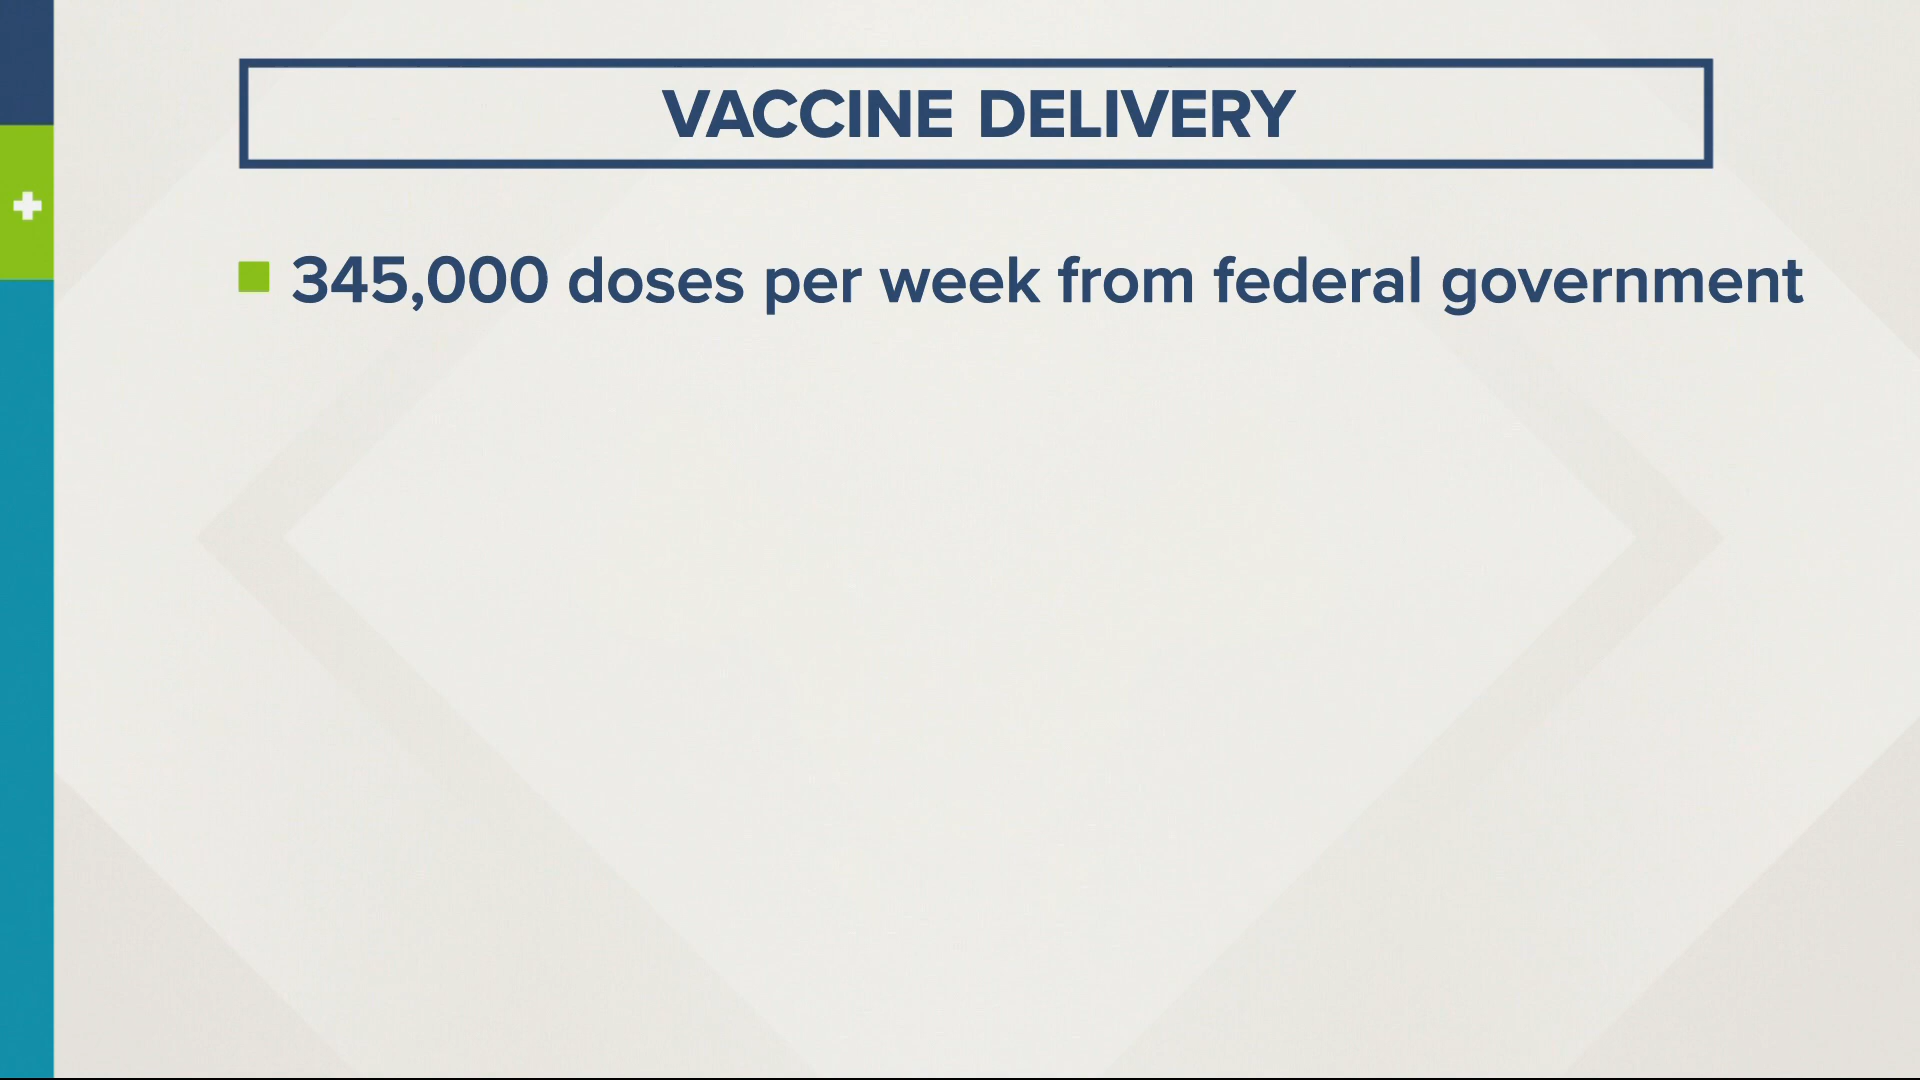 VACCINE DELIVERY
345,000 doses per week from federal government